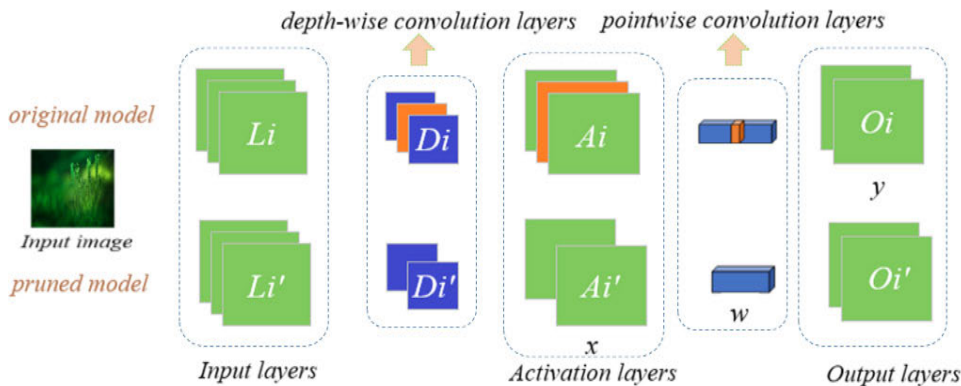 depth-wise convolution layers
pointwise convolution layers
original model
Li
Di
Ai
Oi
y
Input image
pruned model
Li'
Di'
Ai'
Oi'
w
x
Input layers
Activation layers
Output layers